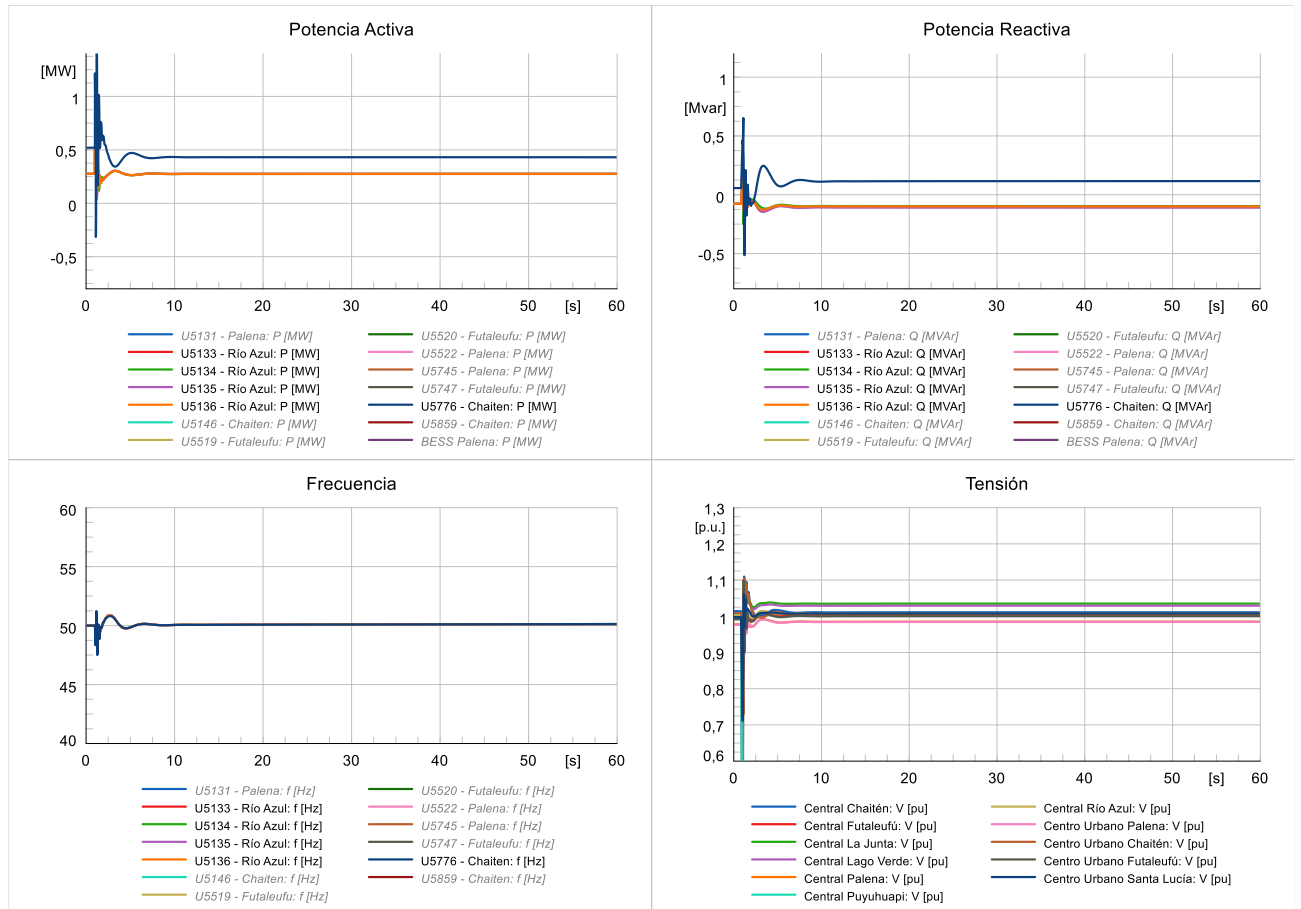 Potencia Activa
[MW]
1
0,5
0
-0,5
0
10
20
30
40
50
[s]
60
U5131 - Palena: P [MW]
U5133 - Río Azul: P [MW]
U5134 - Río Azul: P [MW]
U5135 - Río Azul: P [MW]
U5136 - Río Azul: P [MW]
U5146 - Chaiten: P [MW]
U5519 - Futaleufu: P [MW]
U5520 - Futaleufu: P [MW]
U5522 - Palena: P [MW]
U5745 - Palena: P [MW]
U5747 - Futaleufu: P [MW]
U5776 - Chaiten: P [MW]
U5859 - Chaiten: P [MW]
BESS Palena: P [MW]
Potencia Reactiva
1
[Mvar]
0,5
0
-0,5
0
10
20
30
40
50
[s]
60
U5131 - Palena: Q [MVAr]
U5133 - Río Azul: Q [MVAr]
U5134 - Río Azul: Q [MVAr]
U5135 - Río Azul: Q [MVAr]
U5136 - Río Azul: Q [MVAr]
U5146 - Chaiten: Q [MVAr]
U5519 - Futaleufu: Q [MVAr]
U5520 - Futaleufu: Q [MVAr]
U5522 - Palena: Q [MVAr]
U5745 - Palena: Q [MVAr]
U5747 - Futaleufu: Q [MVAr]
U5776 - Chaiten: Q [MVAr]
U5859 - Chaiten: Q [MVAr]
BESS Palena: Q [MVAr]
Frecuencia
60
55
50
45
40
0
10
20
30
40
50
[s]
60
U5131 - Palena: f [Hz]
U5133 - Río Azul: f [Hz]
U5134 - Río Azul: f [Hz]
U5135 - Río Azul: f [Hz]
U5136 - Río Azul: f [Hz]
U5146 - Chaiten: f [Hz]
U5519 - Futaleufu: f [Hz]
U5520 - Futaleufu: f [Hz]
U5522 - Palena: f [Hz]
U5745 - Palena: f [Hz]
U5747 - Futaleufu: f [Hz]
U5776 - Chaiten: f [Hz]
U5859 - Chaiten: f [Hz]
Tensión
1,3
[p.u.]
1,2
1,1
1
0,9
0,8
0,7
0,6
0
10
20
30
40
50
[s]
60
Central Chaitén: V [pu]
Central Futaleufú: V [pu]
Central La Junta: V [pu]
Central Lago Verde: V [pu]
Central Palena: V [pu]
Central Puyuhuapi: V [pu]
Central Río Azul: V [pu]
Centro Urbano Palena: V [pu]
Centro Urbano Chaitén: V [pu]
Centro Urbano Futaleufú: V [pu]
Centro Urbano Santa Lucía: V [pu]